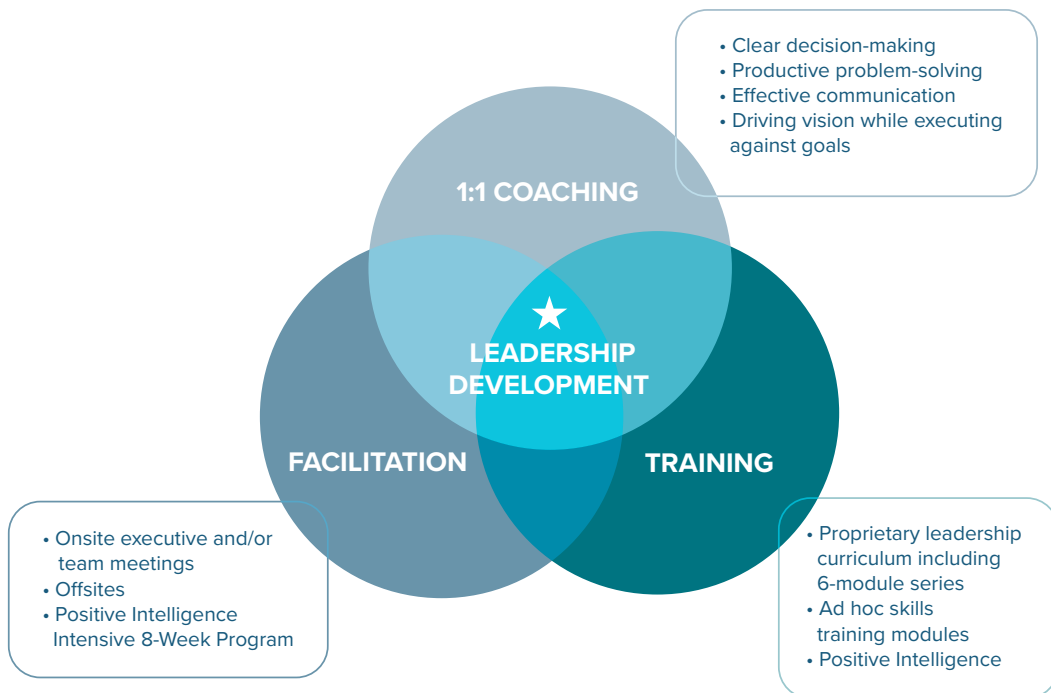 • Clear decision-making
• Productive problem-solving
• Effective communication
• Driving vision while executing
against goals
1:1 COACHING
LEADERSHIP
DEVELOPMENT
FACILITATION
TRAINING
• Onsite executive and/or
team meetings
• Offsites
• Positive Intelligence
Intensive 8-Week Program
• Proprietary leadership
curriculum including
6-module series
• Ad hoc skills
training modules
• Positive Intelligence